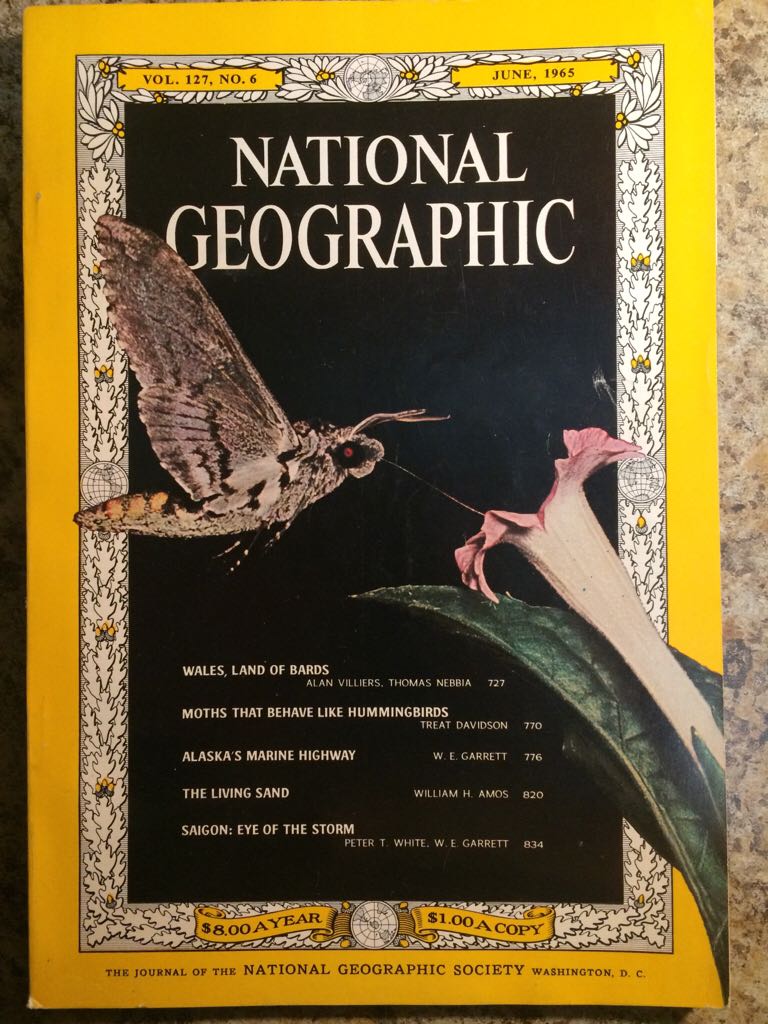 VOL. 127, NO. 6
JUNE, 1965
NATIONAL
GEOGRAPHIC
WALES, LAND OF BARDS
ALAN VILLIERS, THOMAS NEBBIA 727
MOTHS THAT BEHAVE LIKE HUMMINGBIRDS
TREAT DAVIDSON 770
ALASKA'S MARINE HIGHWAY W. E. GARRETT 776
THE LIVING SAND WILLIAM H. AMOS 820
SAIGON: EYE OF THE STORM
PETER T. WHITE, W. E. GARRETT 834
$8.00 A YEAR
$1.00 A COPY
THE JOURNAL OF THE NATIONAL GEOGRAPHIC SOCIETY WASHINGTON, D. C.